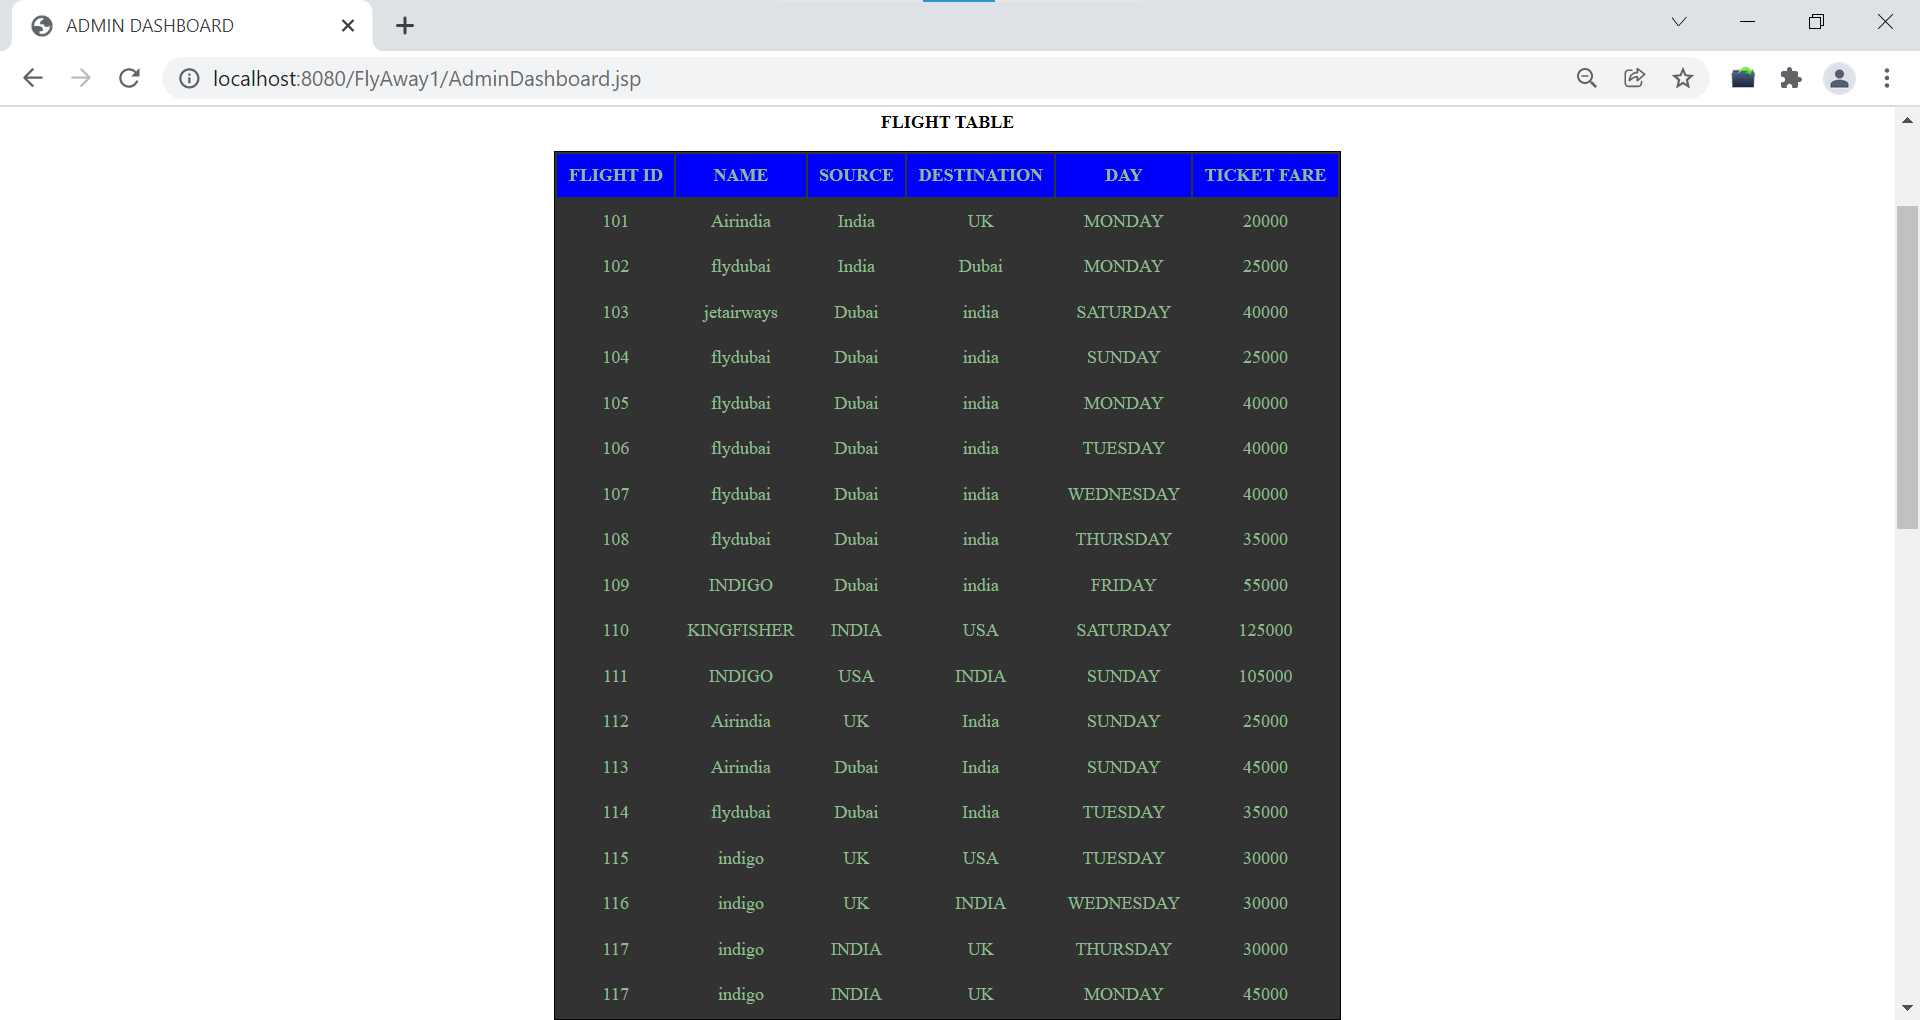 ADMIN DASHBOARD
localhost:8080/FlyAway1/AdminDashboard.jsp
FLIGHT TABLE
FLIGHT ID NAME SOURCE DESTINATION DAY TICKET FARE
101 Airindia India UK MONDAY 20000
102 flydubai India Dubai MONDAY 25000
103 jetairways Dubai india SATURDAY 40000
104 flydubai Dubai india SUNDAY 25000
105 flydubai Dubai india MONDAY 40000
106 flydubai Dubai india TUESDAY 40000
107 flydubai Dubai india WEDNESDAY 40000
108 flydubai Dubai india THURSDAY 35000
109 INDIGO Dubai india FRIDAY 55000
110 KINGFISHER INDIA USA SATURDAY 125000
111 INDIGO USA INDIA SUNDAY 105000
112 Airindia UK India SUNDAY 25000
113 Airindia Dubai India SUNDAY 45000
114 flydubai Dubai India TUESDAY 35000
115 indigo UK USA TUESDAY 30000
116 indigo UK INDIA WEDNESDAY 30000
117 indigo INDIA UK THURSDAY 30000
117 indigo INDIA UK MONDAY 45000